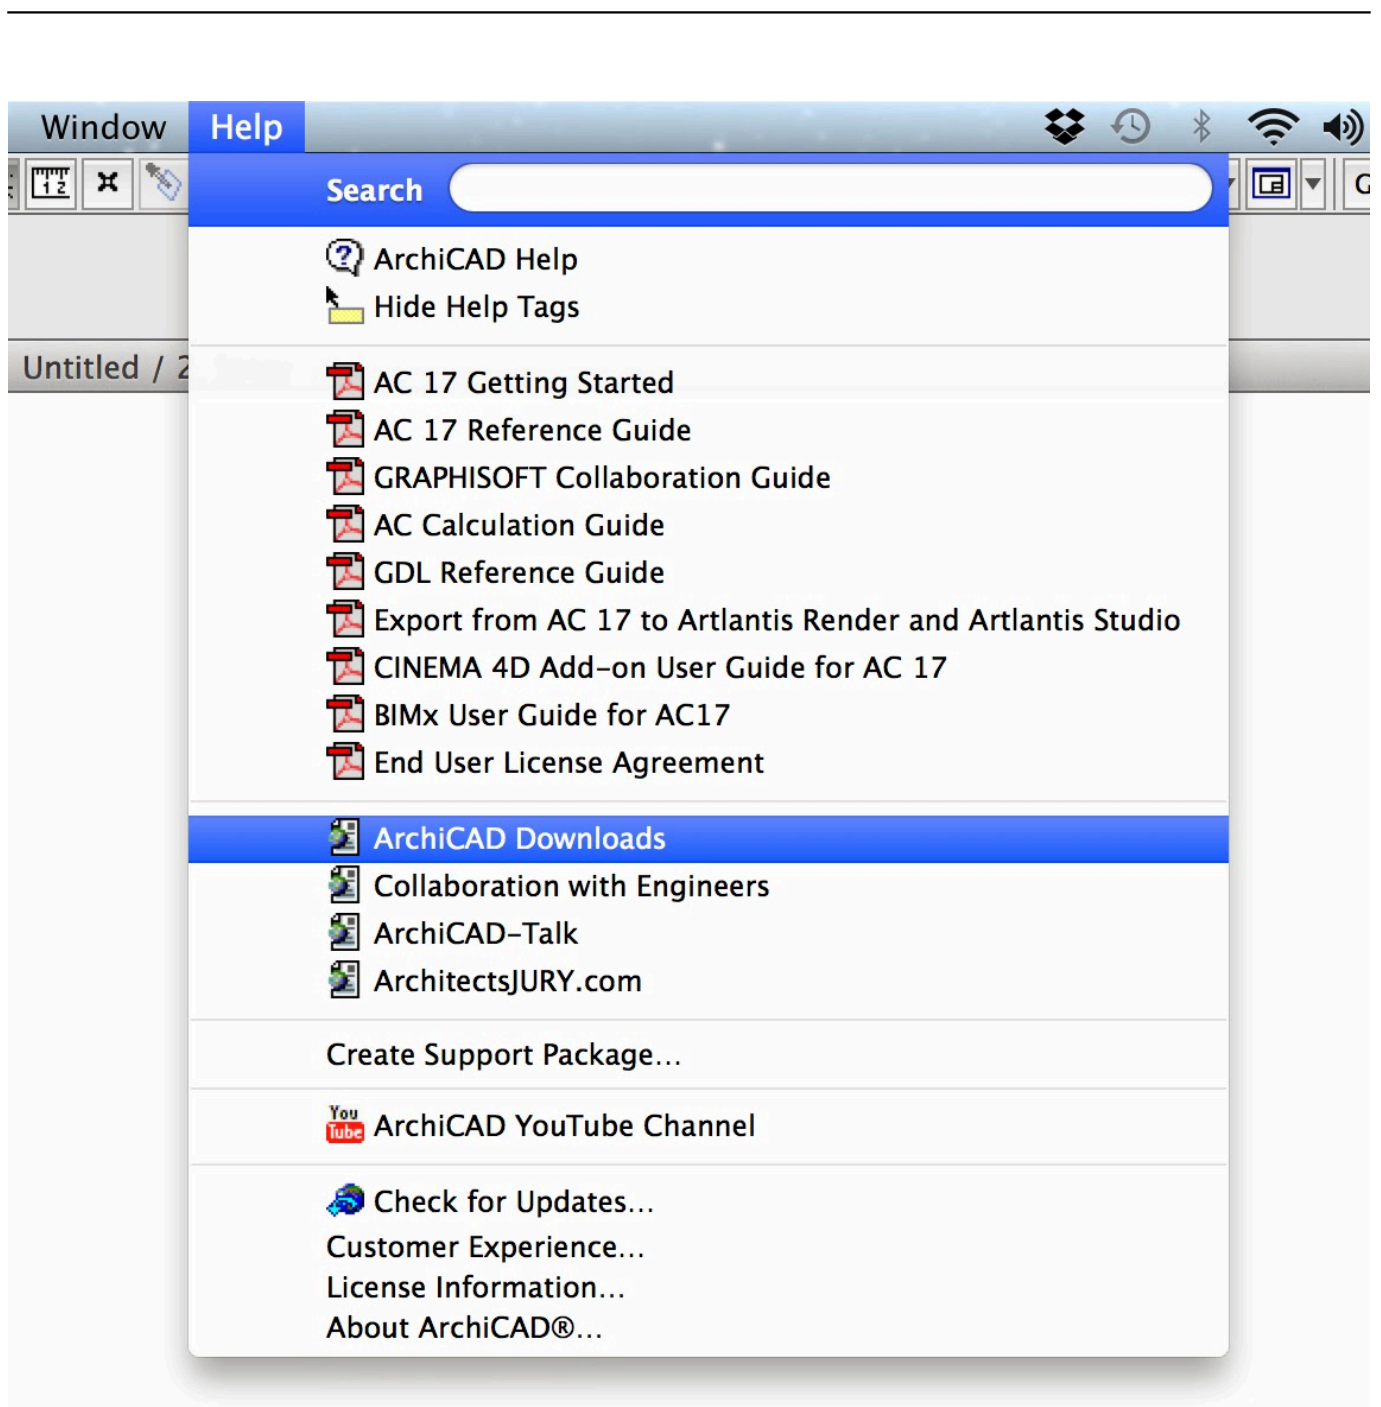 Window Help
Search
1 2
G
ArchiCAD Help
Hide Help Tags
Untitled / 2
AC 17 Getting Started
AC 17 Reference Guide
GRAPHISOFT Collaboration Guide
AC Calculation Guide
GDL Reference Guide
Export from AC 17 to Artlantis Render and Artlantis Studio
CINEMA 4D Add-on User Guide for AC 17
BIMx User Guide for AC17
End User License Agreement
ArchiCAD Downloads
Collaboration with Engineers
ArchiCAD-Talk
ArchitectsJURY.com
Create Support Package...
You
Tube ArchiCAD YouTube Channel
Check for Updates...
Customer Experience...
License Information...
About ArchiCAD®...